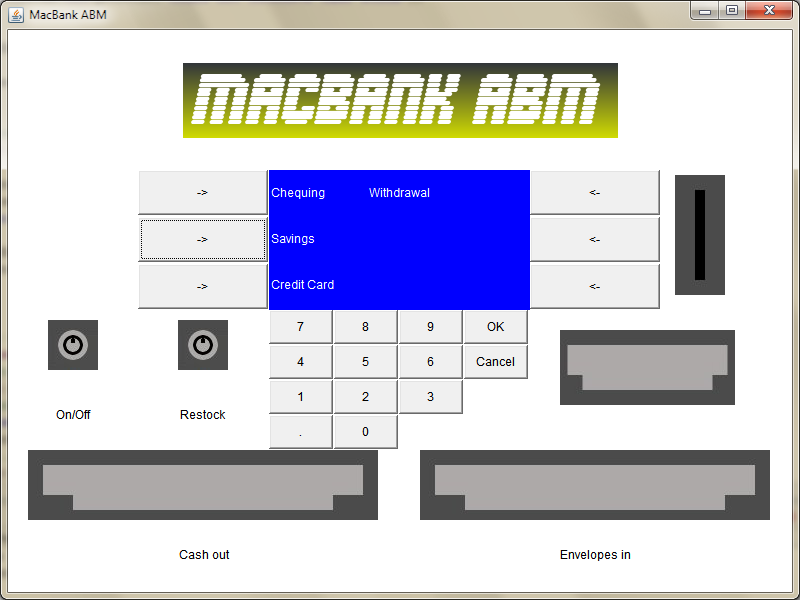 MacBank ABM
MACBANK ABM
-> Chequing Withdrawal <-
-> Savings <-
-> Credit Card <-
7 8 9 OK
4 5 6 Cancel
1 2 3
. 0
On/Off Restock
Cash out Envelopes in